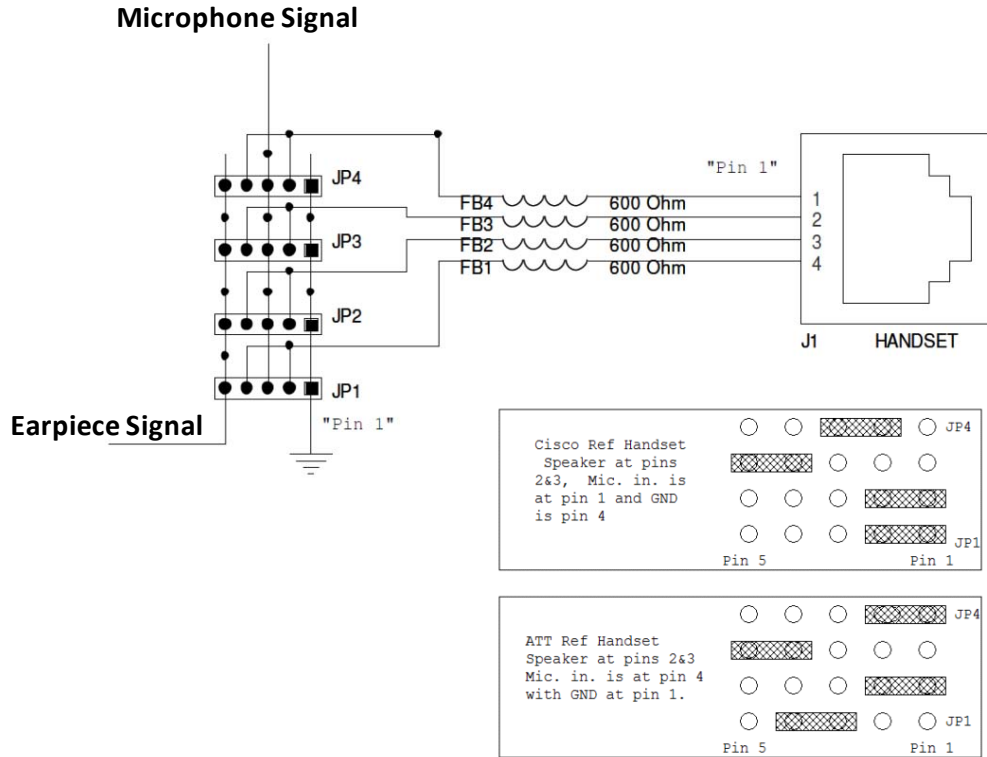 Microphone Signal
JP4
JP3
JP2
JP1
"Pin 1"
Earpiece Signal
"Pin 1"
FB4 600 Ohm
FB3 600 Ohm
FB2 600 Ohm
FB1 600 Ohm
1
2
3
4
J1 HANDSET
Cisco Ref Handset
Speaker at pins
2&3, Mic. in. is
at pin 1 and GND
is pin 4
JP4
JP1
Pin 5 Pin 1
ATT Ref Handset
Speaker at pins 2&3
Mic. in. is at pin 4
with GND at pin 1.
JP4
JP1
Pin 5 Pin 1